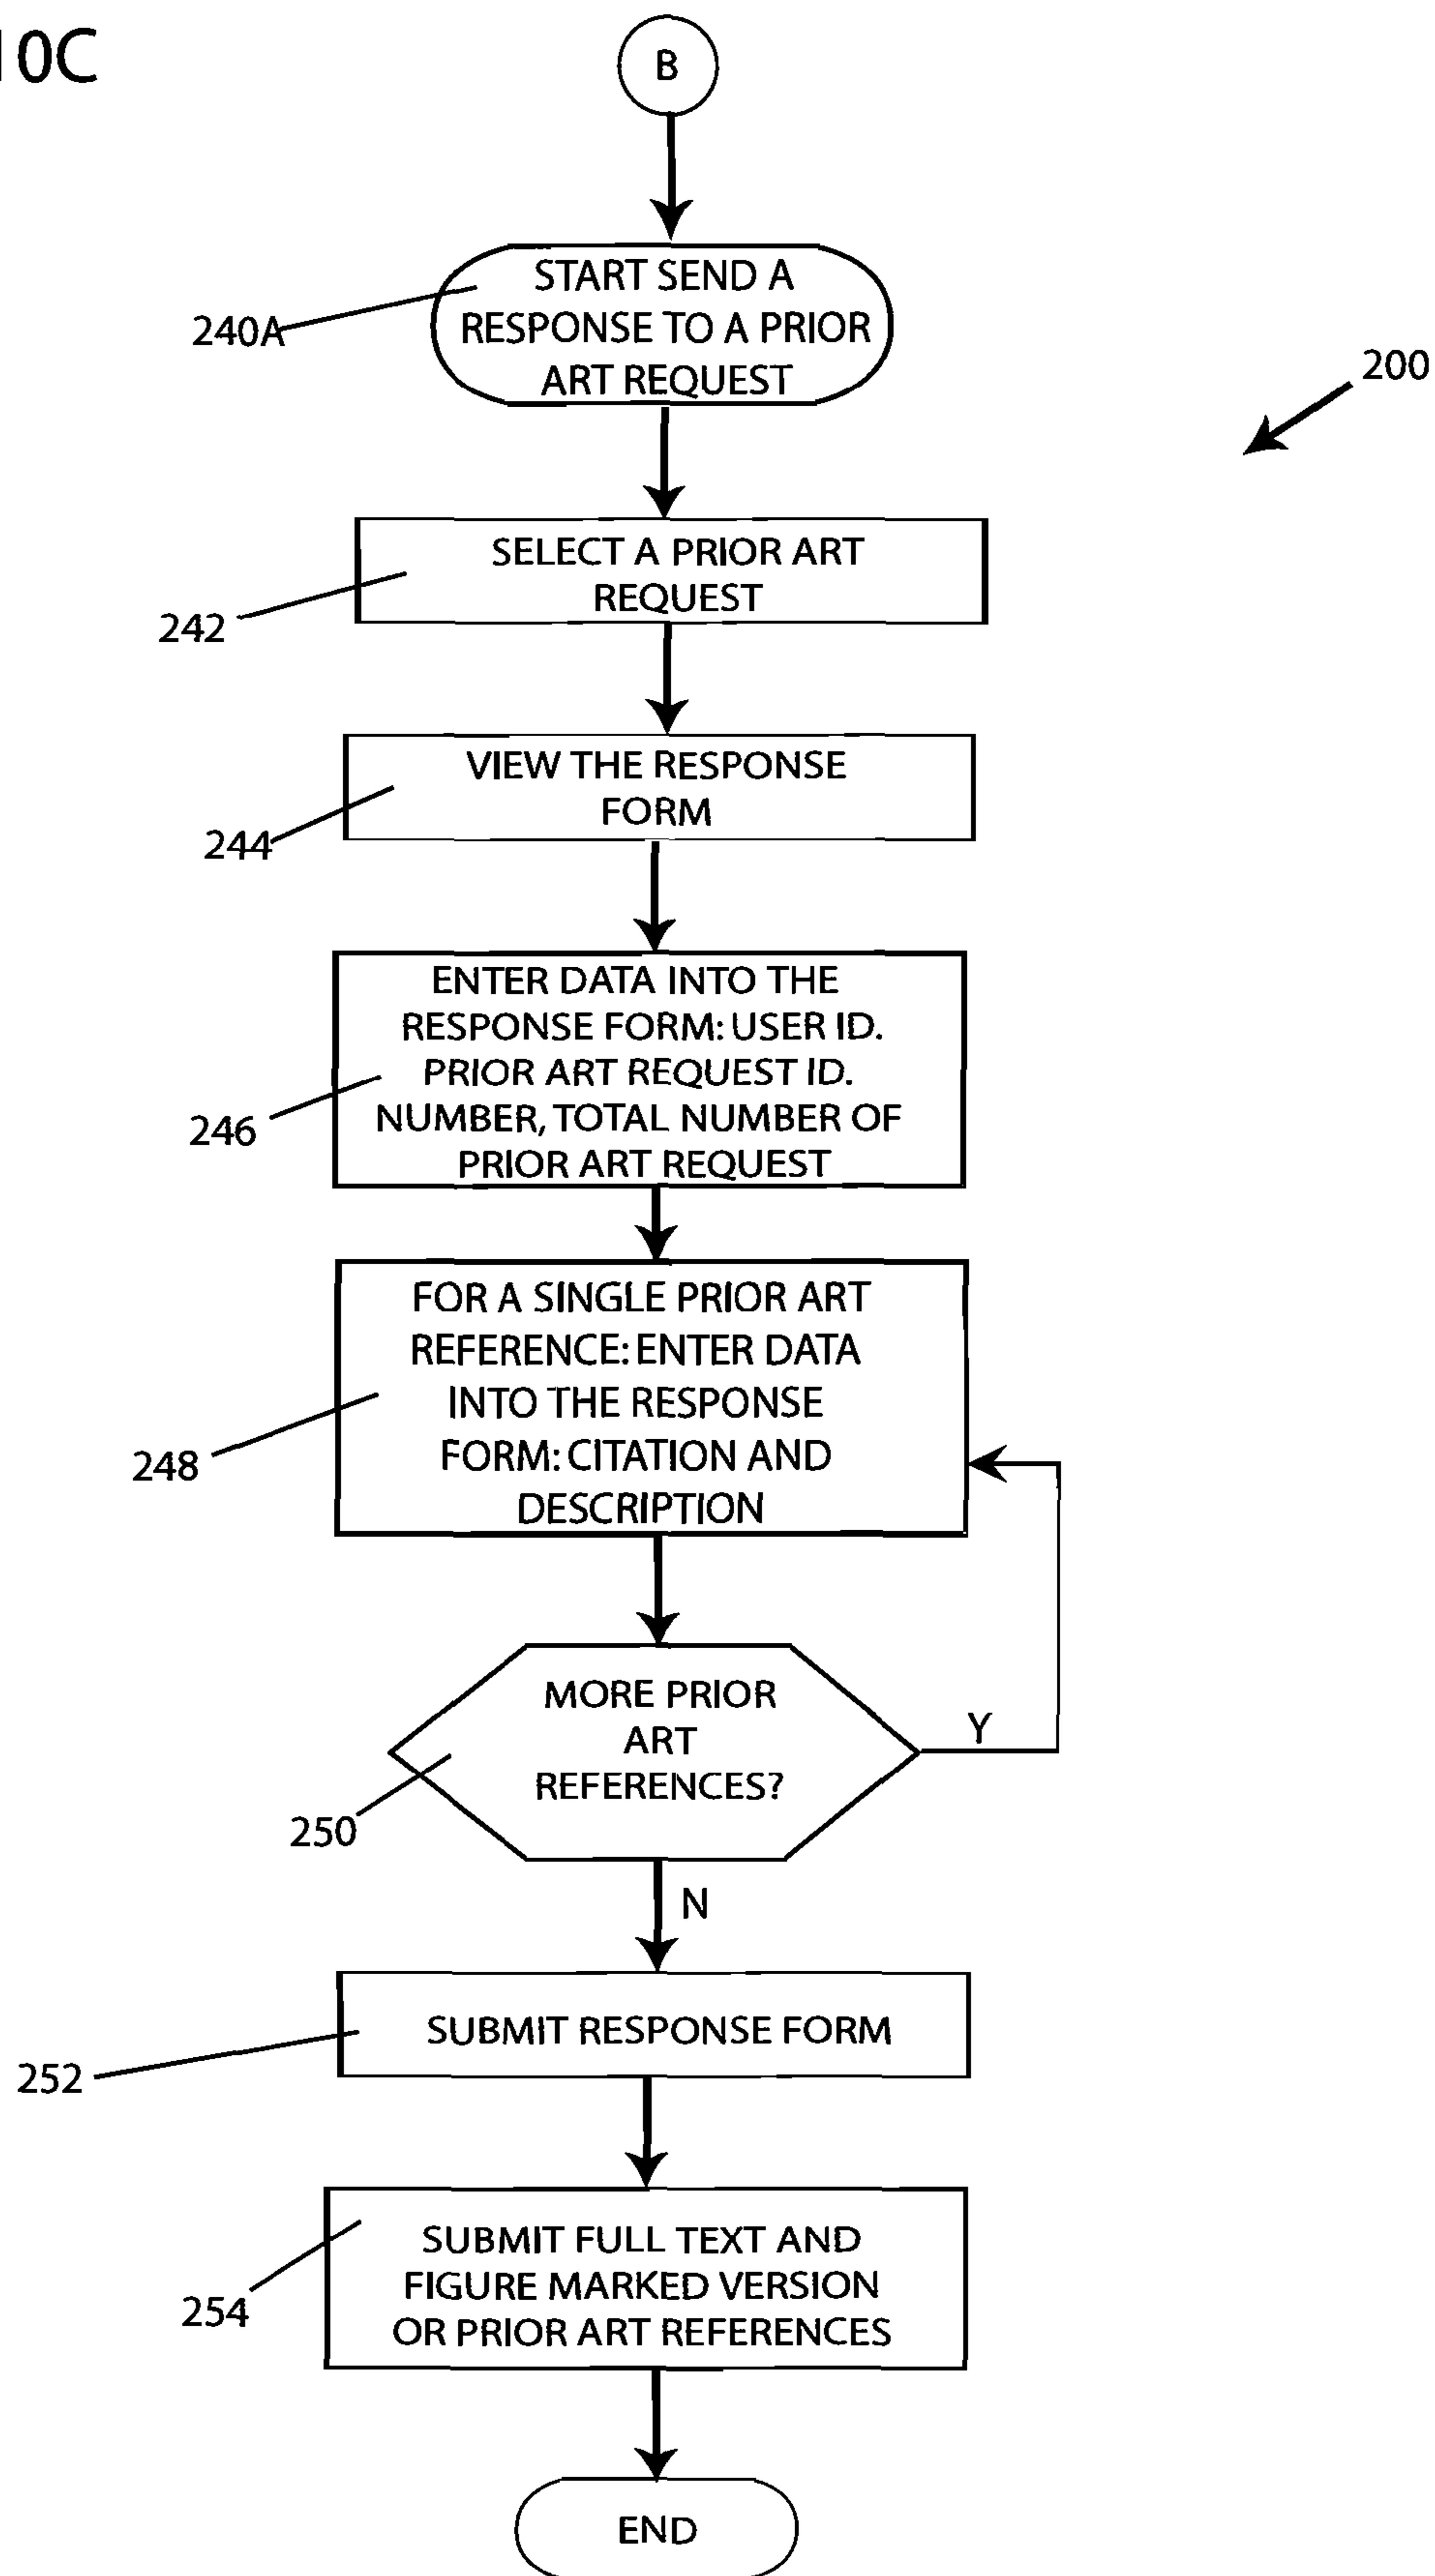 10C
B
START SEND A
RESPONSE TO A PRIOR
ART REQUEST
240A
200
SELECT A PRIOR ART
REQUEST
242
VIEW THE RESPONSE
FORM
244
ENTER DATA INTO THE
RESPONSE FORM: USER ID.
PRIOR ART REQUEST ID.
NUMBER, TOTAL NUMBER OF
PRIOR ART REQUEST
246
FOR A SINGLE PRIOR ART
REFERENCE: ENTER DATA
INTO THE RESPONSE
FORM: CITATION AND
DESCRIPTION
248
MORE PRIOR
ART
REFERENCES?
Y
250
N
SUBMIT RESPONSE FORM
252
SUBMIT FULL TEXT AND
FIGURE MARKED VERSION
OR PRIOR ART REFERENCES
254
END